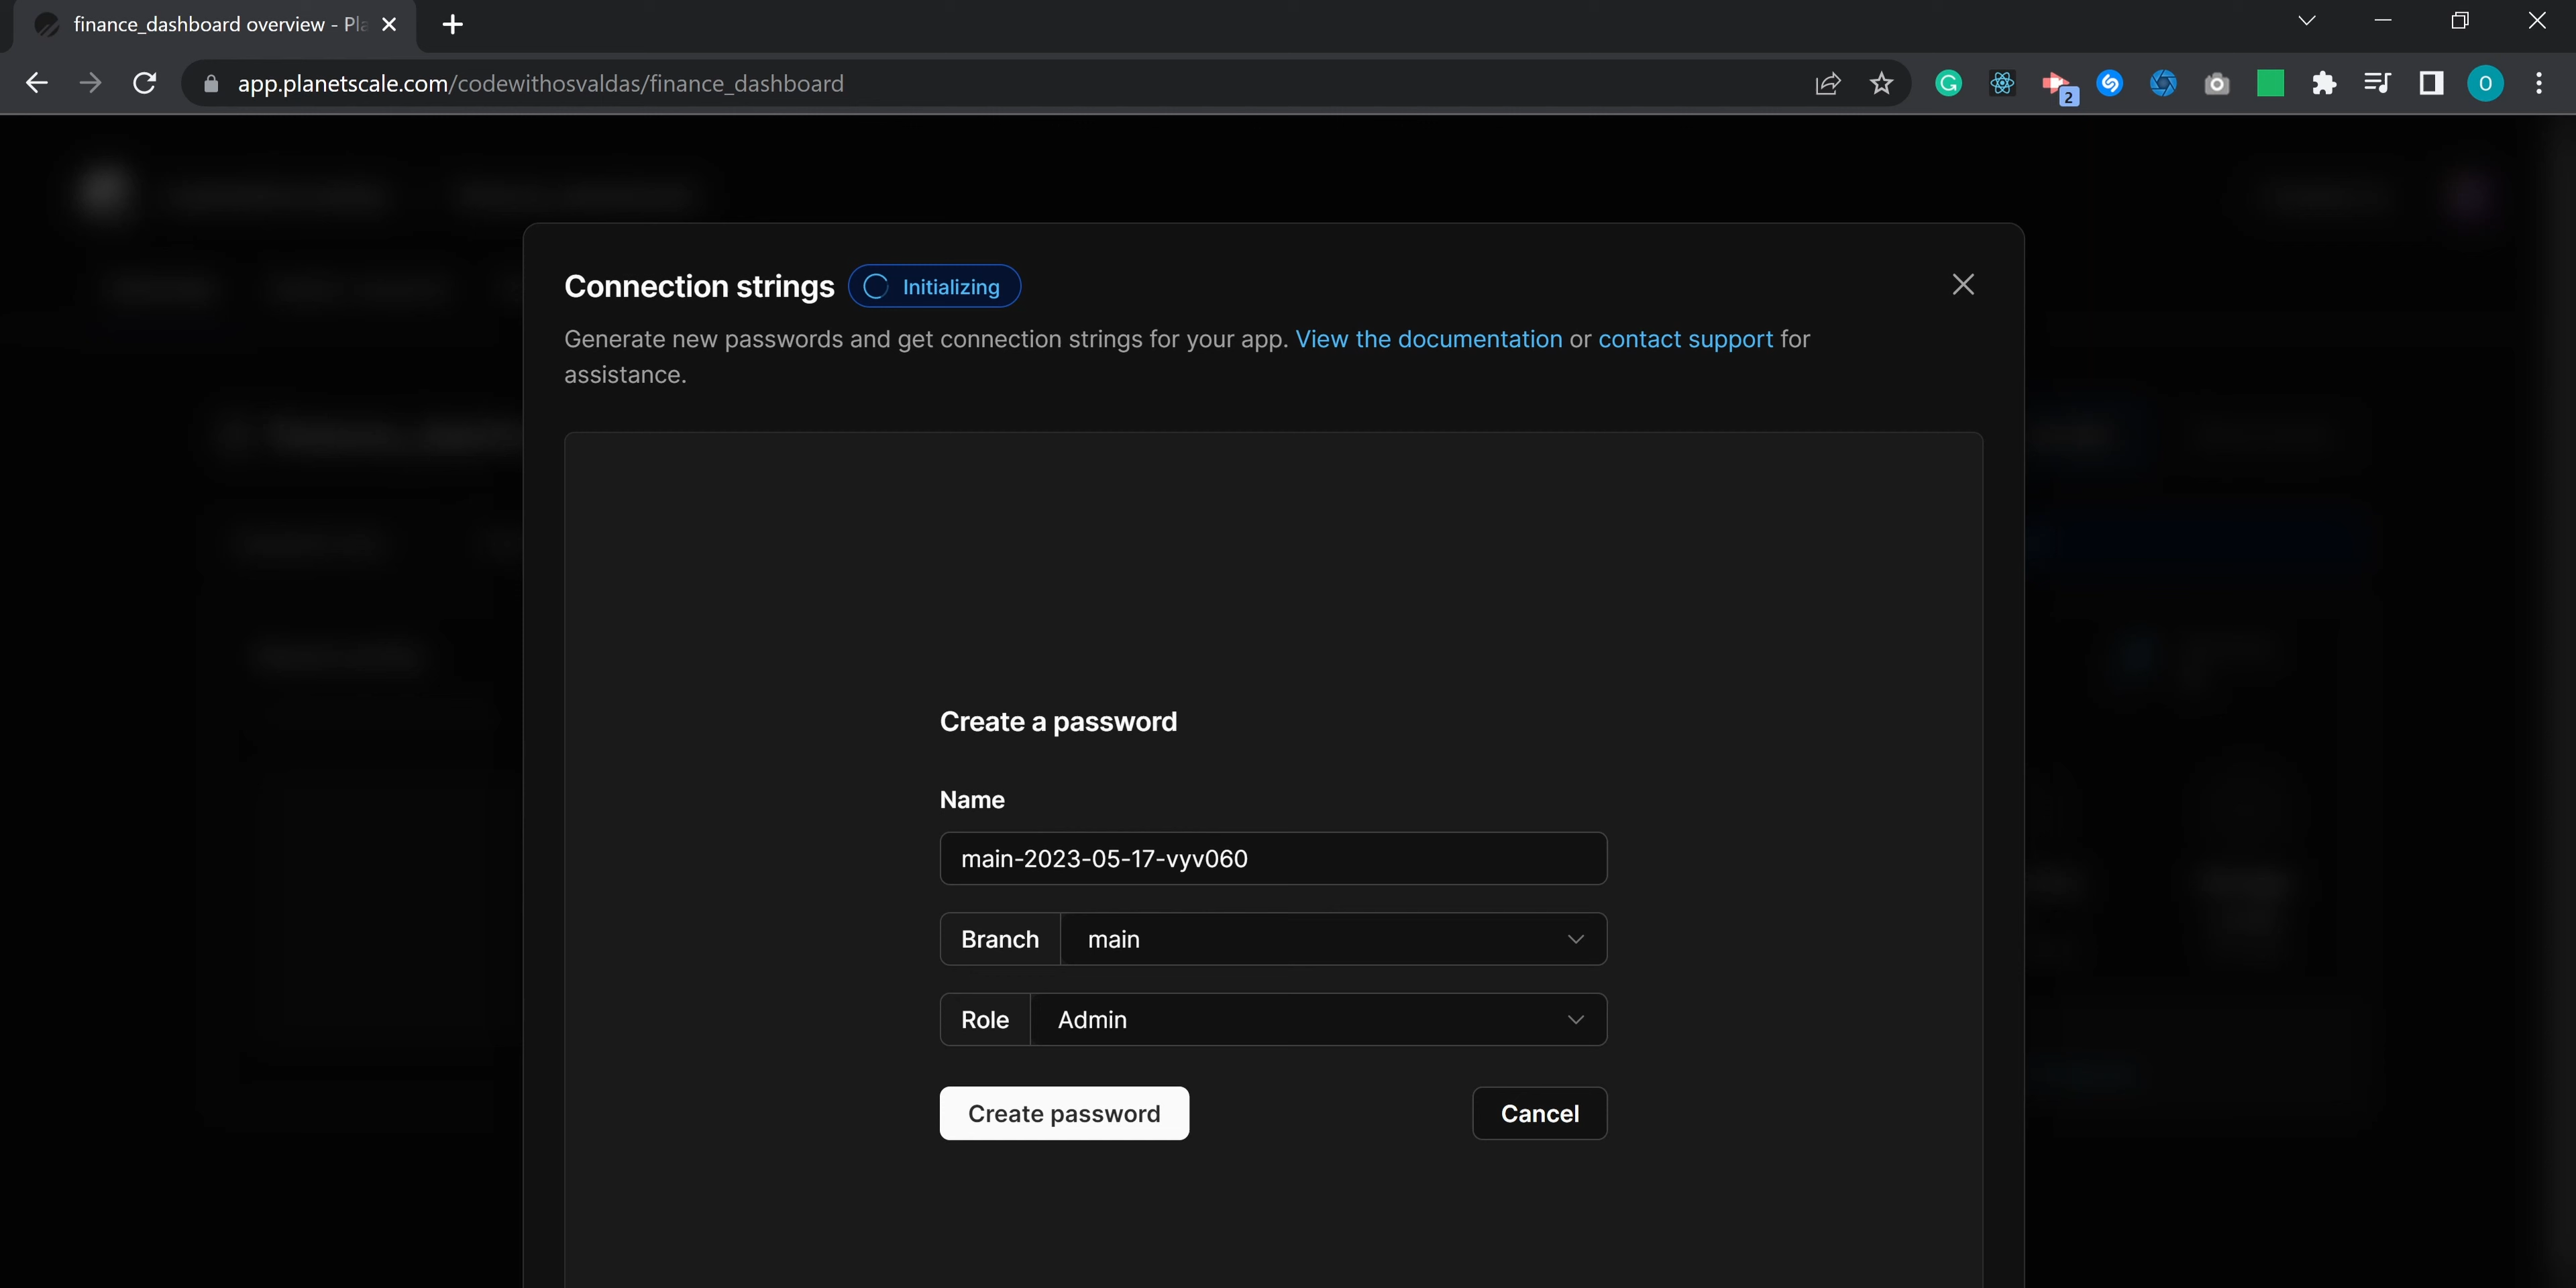 finance_dashboard overview - Pla
app.planetscale.com/codewithosvaldas/finance_dashboard
2
O
Connection strings
Initializing
Generate new passwords and get connection strings for your app. View the documentation or contact support for
assistance.
Create a password
Name
main-2023-05-17-vyv060
Branch
main
Role
Admin
Create password
Cancel